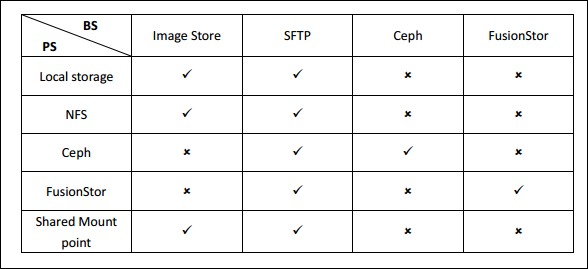 BS
PS
Image Store SFTP Ceph FusionStor
Local storage ✓ ✓ × ×
NFS ✓ ✓ × ×
Ceph × ✓ ✓ ×
FusionStor × ✓ × ✓
Shared Mount
point ✓ ✓ × ×